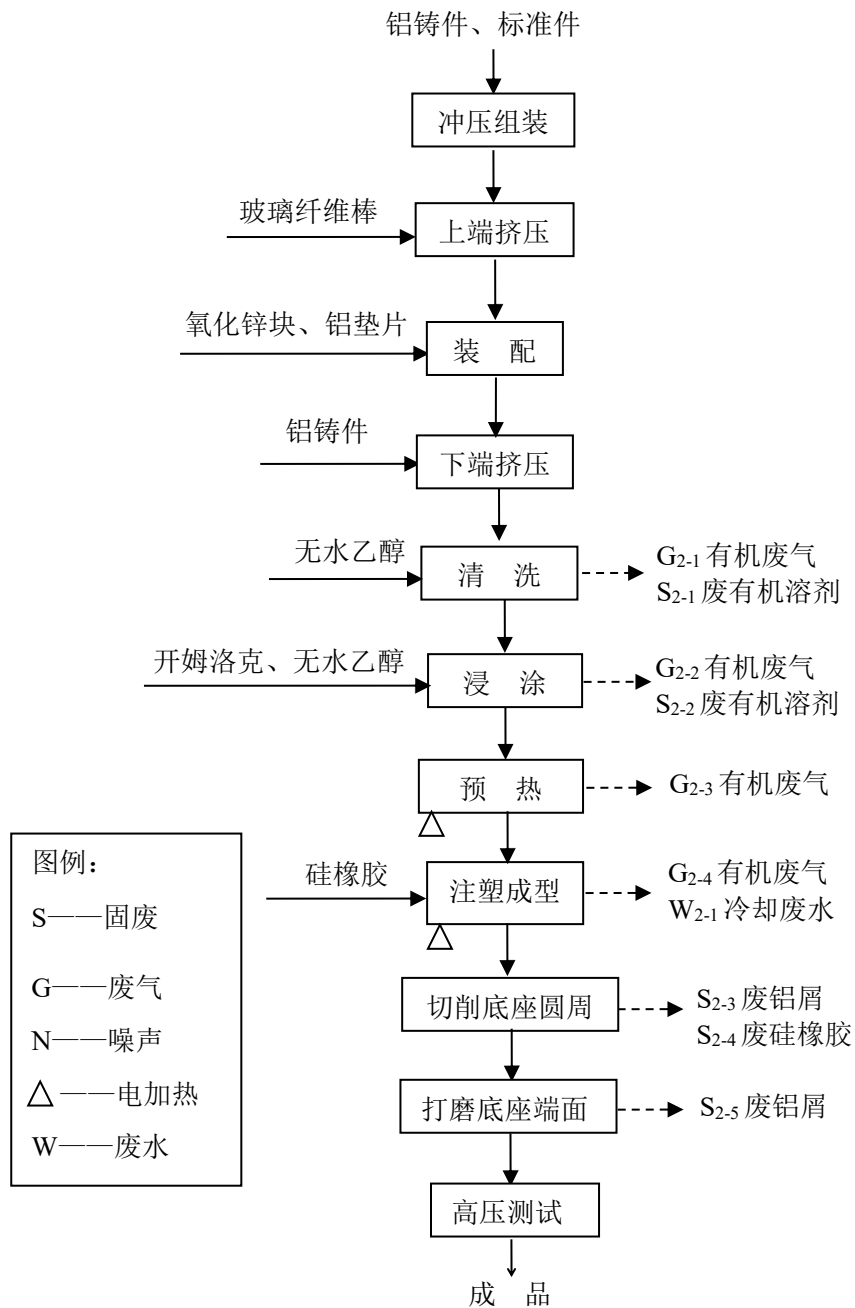 铝铸件、标准件
冲压组装
玻璃纤维棒
上端挤压
氧化锌块、铝垫片
装 配
铝铸件
下端挤压
无水乙醇
清 洗
G2-1 有机废气
S2-1 废有机溶剂
开姆洛克、无水乙醇
浸 涂
G2-2 有机废气
S2-2 废有机溶剂
预 热
G2-3 有机废气
硅橡胶
注塑成型
G2-4 有机废气
W2-1 冷却废水
切削底座圆周
S2-3 废铝屑
S2-4 废硅橡胶
打磨底座端面
S2-5 废铝屑
高压测试
成 品
图例：
S——固废
G——废气
N——噪声
△——电加热
W——废水